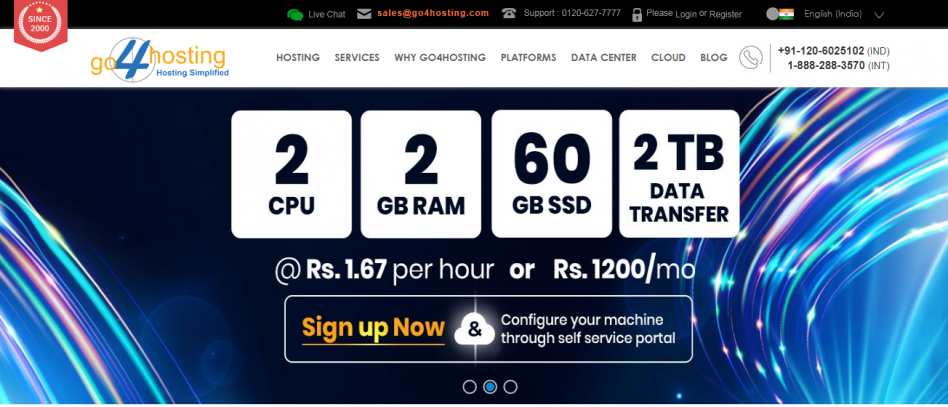 SINCE
2000
Live Chat
sales@go4hosting.com
Support : 0120-627-7777
Please Login or Register
English (India)
go4hosting
Hosting Simplified
HOSTING
SERVICES
WHY GO4HOSTING
PLATFORMS
DATA CENTER
CLOUD
BLOG
+91-120-6025102 (IND)
1-888-288-3570 (INT)
2
CPU
2
GB RAM
60
GB SSD
2 TB
DATA
TRANSFER
@ Rs. 1.67 per hour or Rs. 1200/mo
Sign up Now
&
Configure your machine
through self service portal